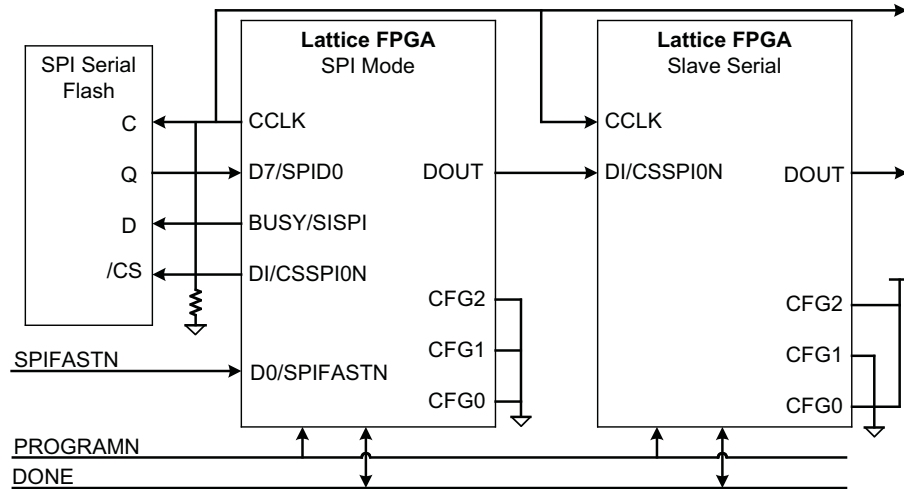 SPI Serial
Flash
C
Q
D
/CS
Lattice FPGA
SPI Mode
CCLK
D7/SPID0
DOUT
BUSY/SISPI
DI/CSSPI0N
CFG2
CFG1
D0/SPIFASTN
CFG0
Lattice FPGA
Slave Serial
CCLK
DI/CSSPI0N
DOUT
CFG2
CFG1
CFG0
SPIFASTN
PROGRAMN
DONE